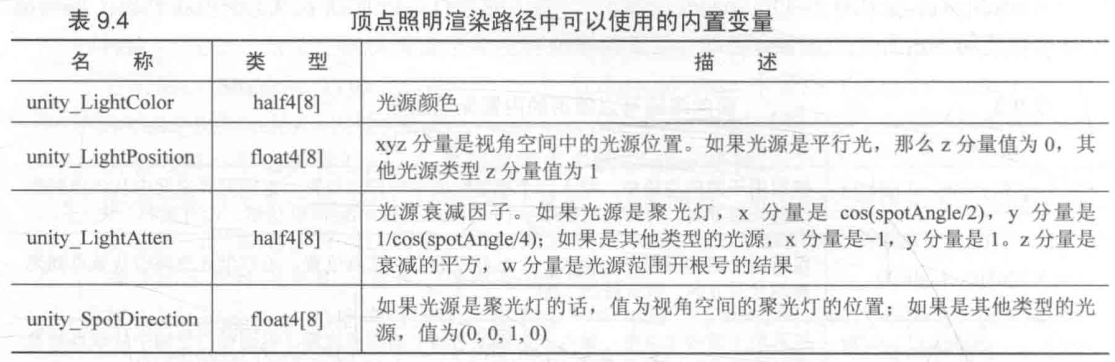 表 9.4 顶点照明渲染路径中可以使用的内置变量
名 称 类 型 描 述
unity_LightColor half4[8] 光源颜色
unity_LightPosition float4[8] xyz 分量是视角空间中的光源位置。如果光源是平行光，那么 z 分量值为 0，其
他光源类型 z 分量值为 1
unity_LightAtten half4[8] 光源衰减因子。如果光源是聚光灯，x 分量是 cos(spotAngle/2)，y 分量是
1/cos(spotAngle/4)；如果是其他类型的光源，x 分量是−1，y 分量是 1。z 分量是
衰减的平方，w 分量是光源范围开根号的结果
unity_SpotDirection float4[8] 如果光源是聚光灯的话，值为视角空间的聚光灯的位置；如果是其他类型的光
源，值为(0, 0, 1, 0)